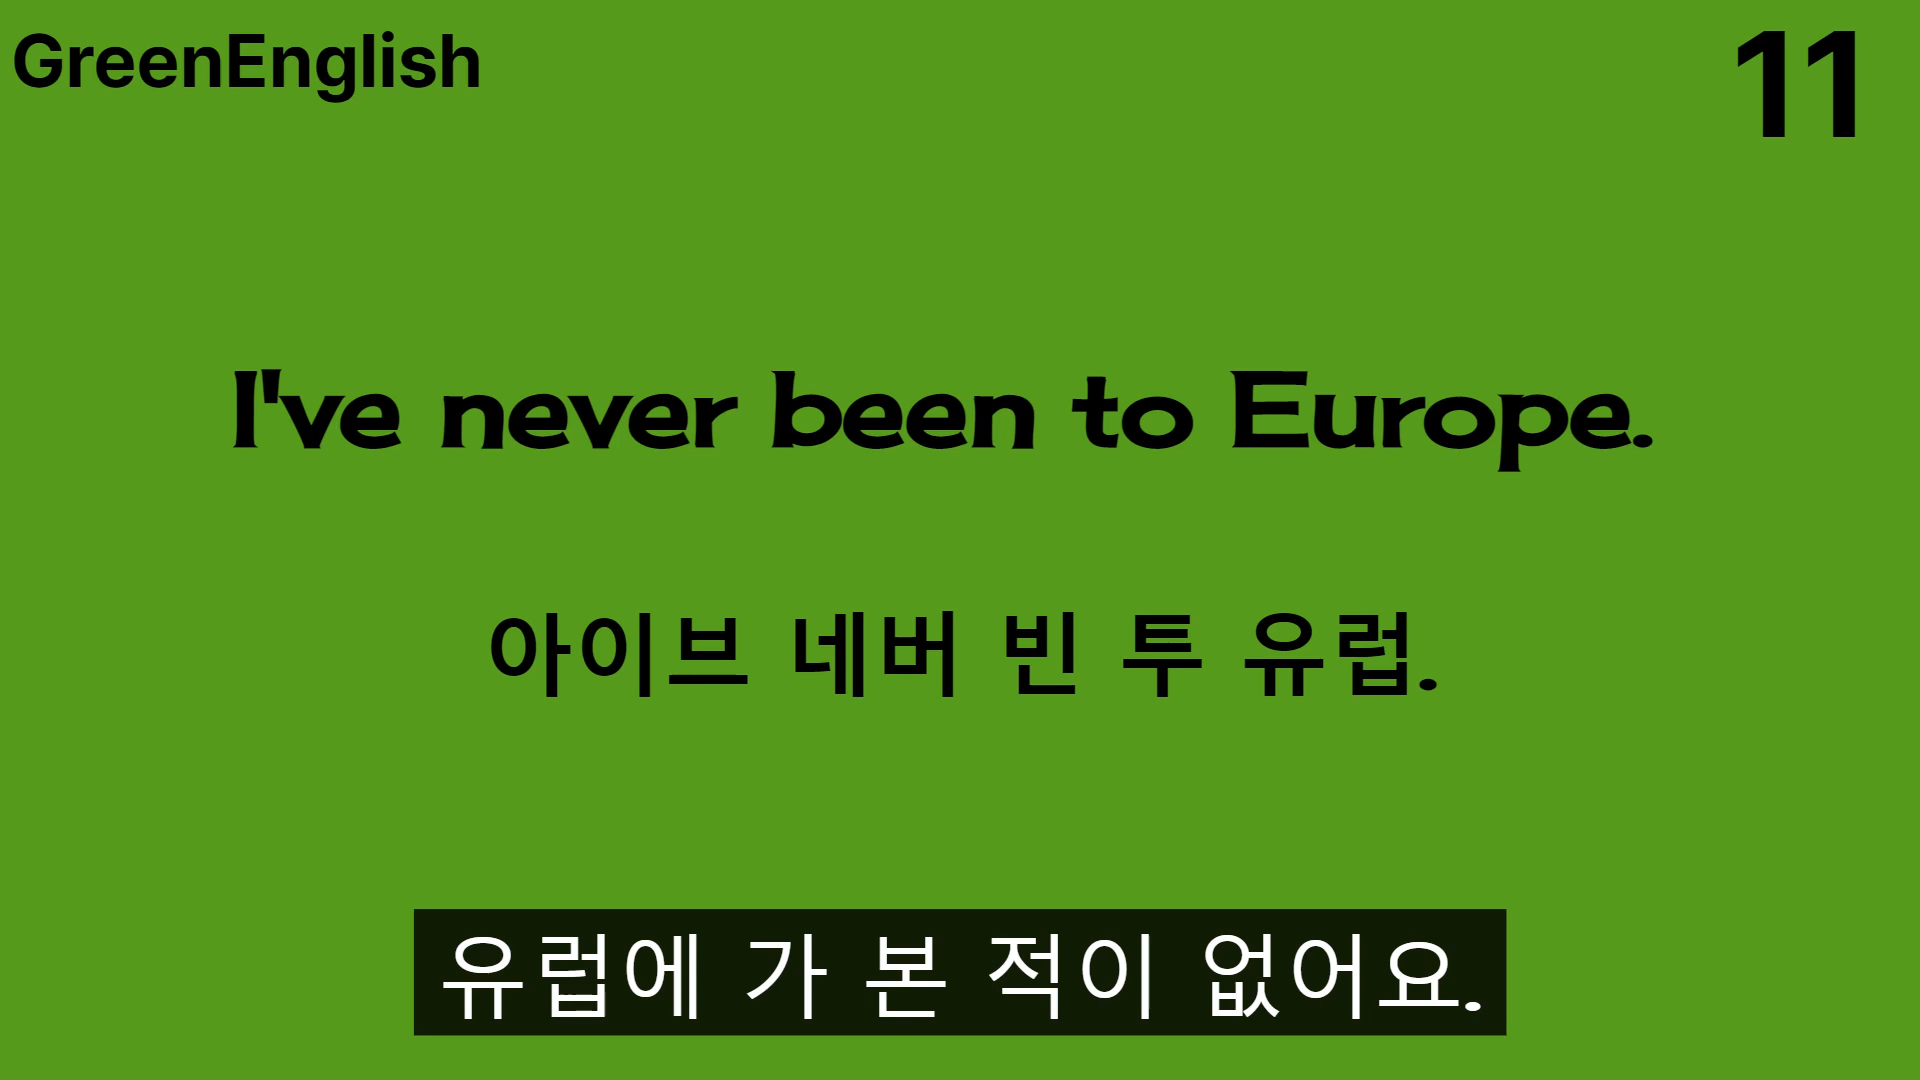 GreenEnglish
11
I've never been to Europe.
아이브 네버 빈 투 유럽.
유럽에 가 본 적이 없어요.